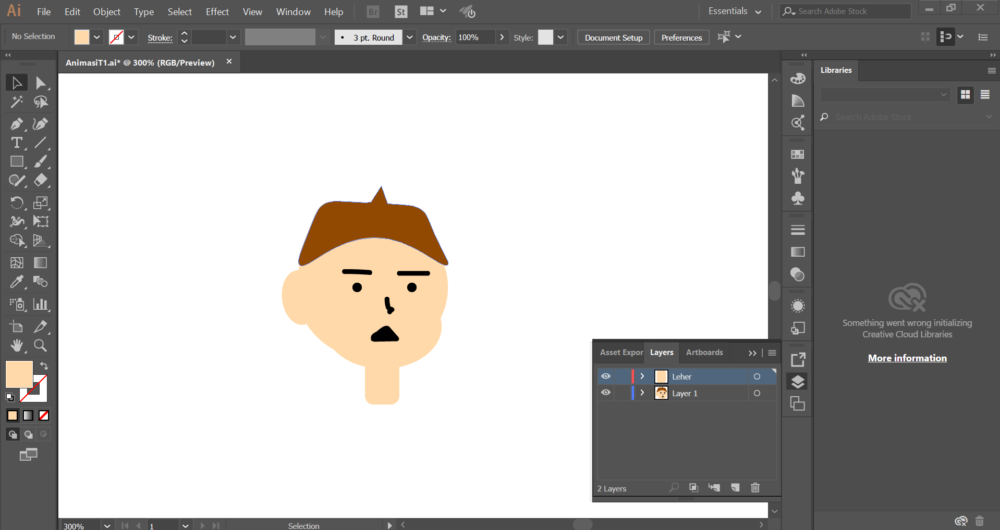 Ai File Edit Object Type Select Effect View Window Help Br St Essentials Search Adobe Stock
No Selection Stroke: 3 pt. Round Opacity: 100% Style: Document Setup Preferences
AnimasiT1.ai* @ 300% (RGB/Preview)
Libraries
Search Adobe Stock
Something went wrong initializing
Creative Cloud Libraries
More information
Asset Expor Layers Artboards
Leher
Layer 1
2 Layers
300% 1 Selection